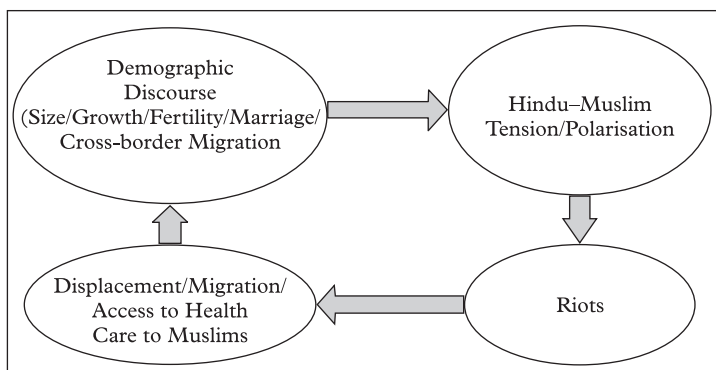 Demographic
Discourse
(Size/Growth/Fertility/Marriage/
Cross-border Migration
Hindu–Muslim
Tension/Polarisation
Displacement/Migration/
Access to Health
Care to Muslims
Riots